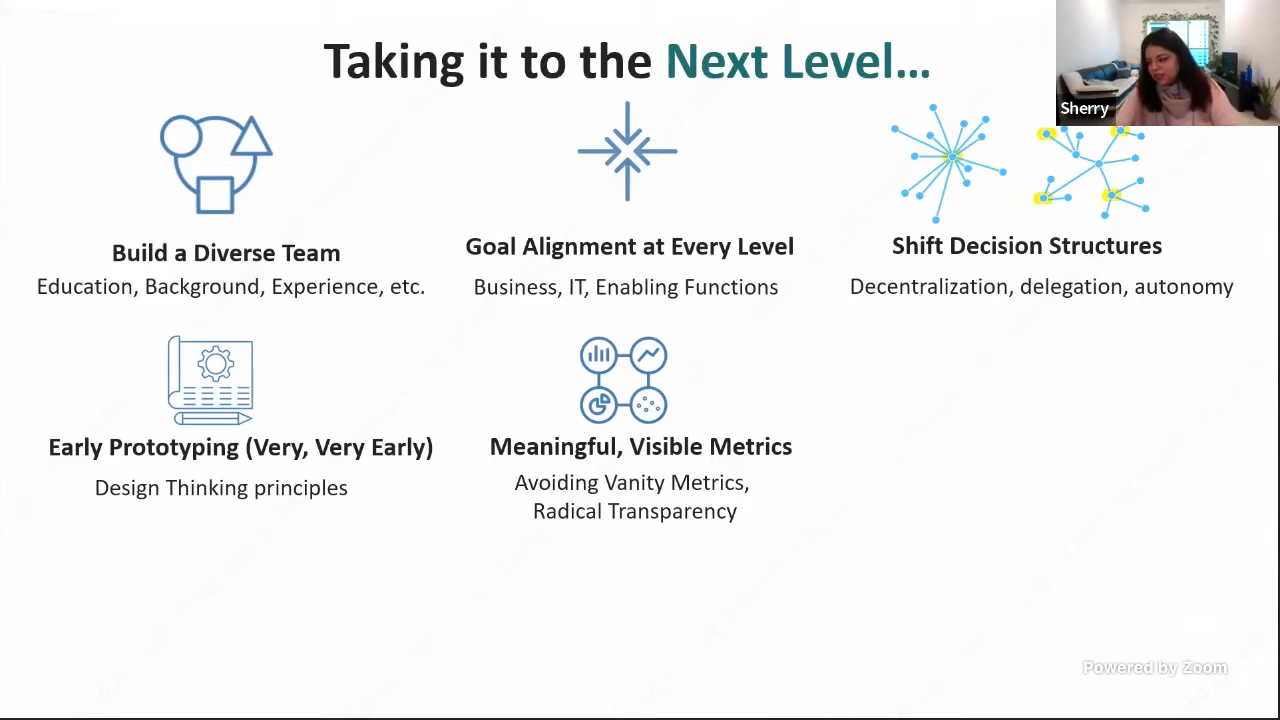 Taking it to the Next Level...
Sherry
Build a Diverse Team
Education, Background, Experience, etc.
Goal Alignment at Every Level
Business, IT, Enabling Functions
Shift Decision Structures
Decentralization, delegation, autonomy
Early Prototyping (Very, Very Early)
Design Thinking principles
Meaningful, Visible Metrics
Avoiding Vanity Metrics,
Radical Transparency
Powered by Zoom